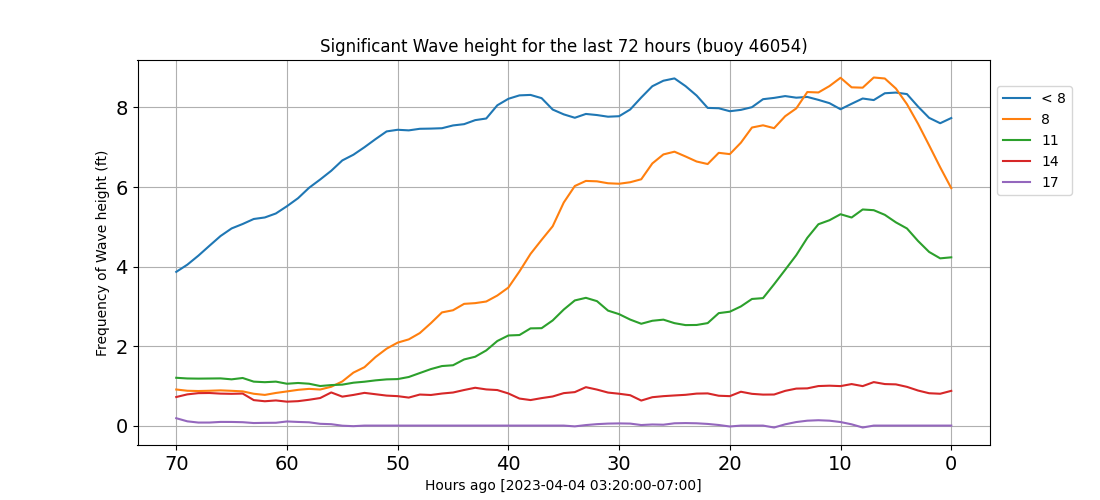 Significant Wave height for the last 72 hours (buoy 46054)
Frequency of Wave height (ft)
8
6
4
2
0
70 60 50 40 30 20 10 0
Hours ago [2023-04-04 03:20:00-07:00]
< 8
8
11
14
17